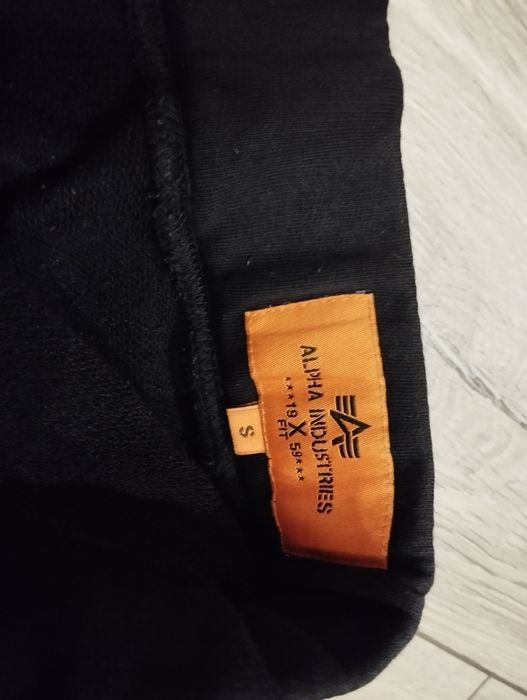 ALPHA INDUSTRIES
***19 X 59***
FIT
S